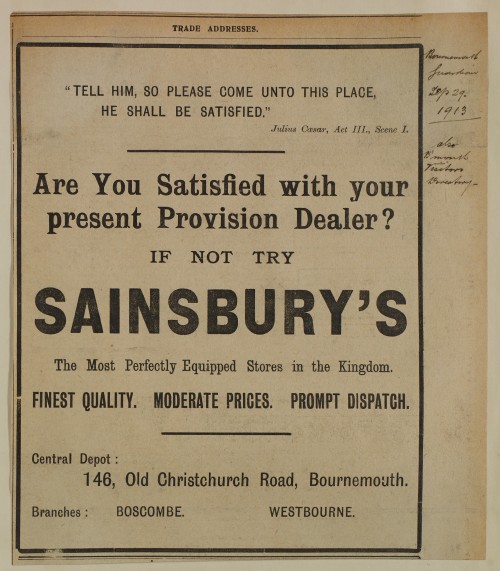 TRADE ADDRESSES.
"TELL HIM, SO PLEASE COME UNTO THIS PLACE,
HE SHALL BE SATISFIED."
Julius Cæsar, Act III., Scene I.
Are You Satisfied with your
present Provision Dealer?
IF NOT TRY
SAINSBURY'S
The Most Perfectly Equipped Stores in the Kingdom.
FINEST QUALITY. MODERATE PRICES. PROMPT DISPATCH.
Central Depot:
146, Old Christchurch Road, Bournemouth.
Branches: BOSCOMBE. WESTBOURNE.
Bournemouth
Guardian
1913
also
Visitors
Directory